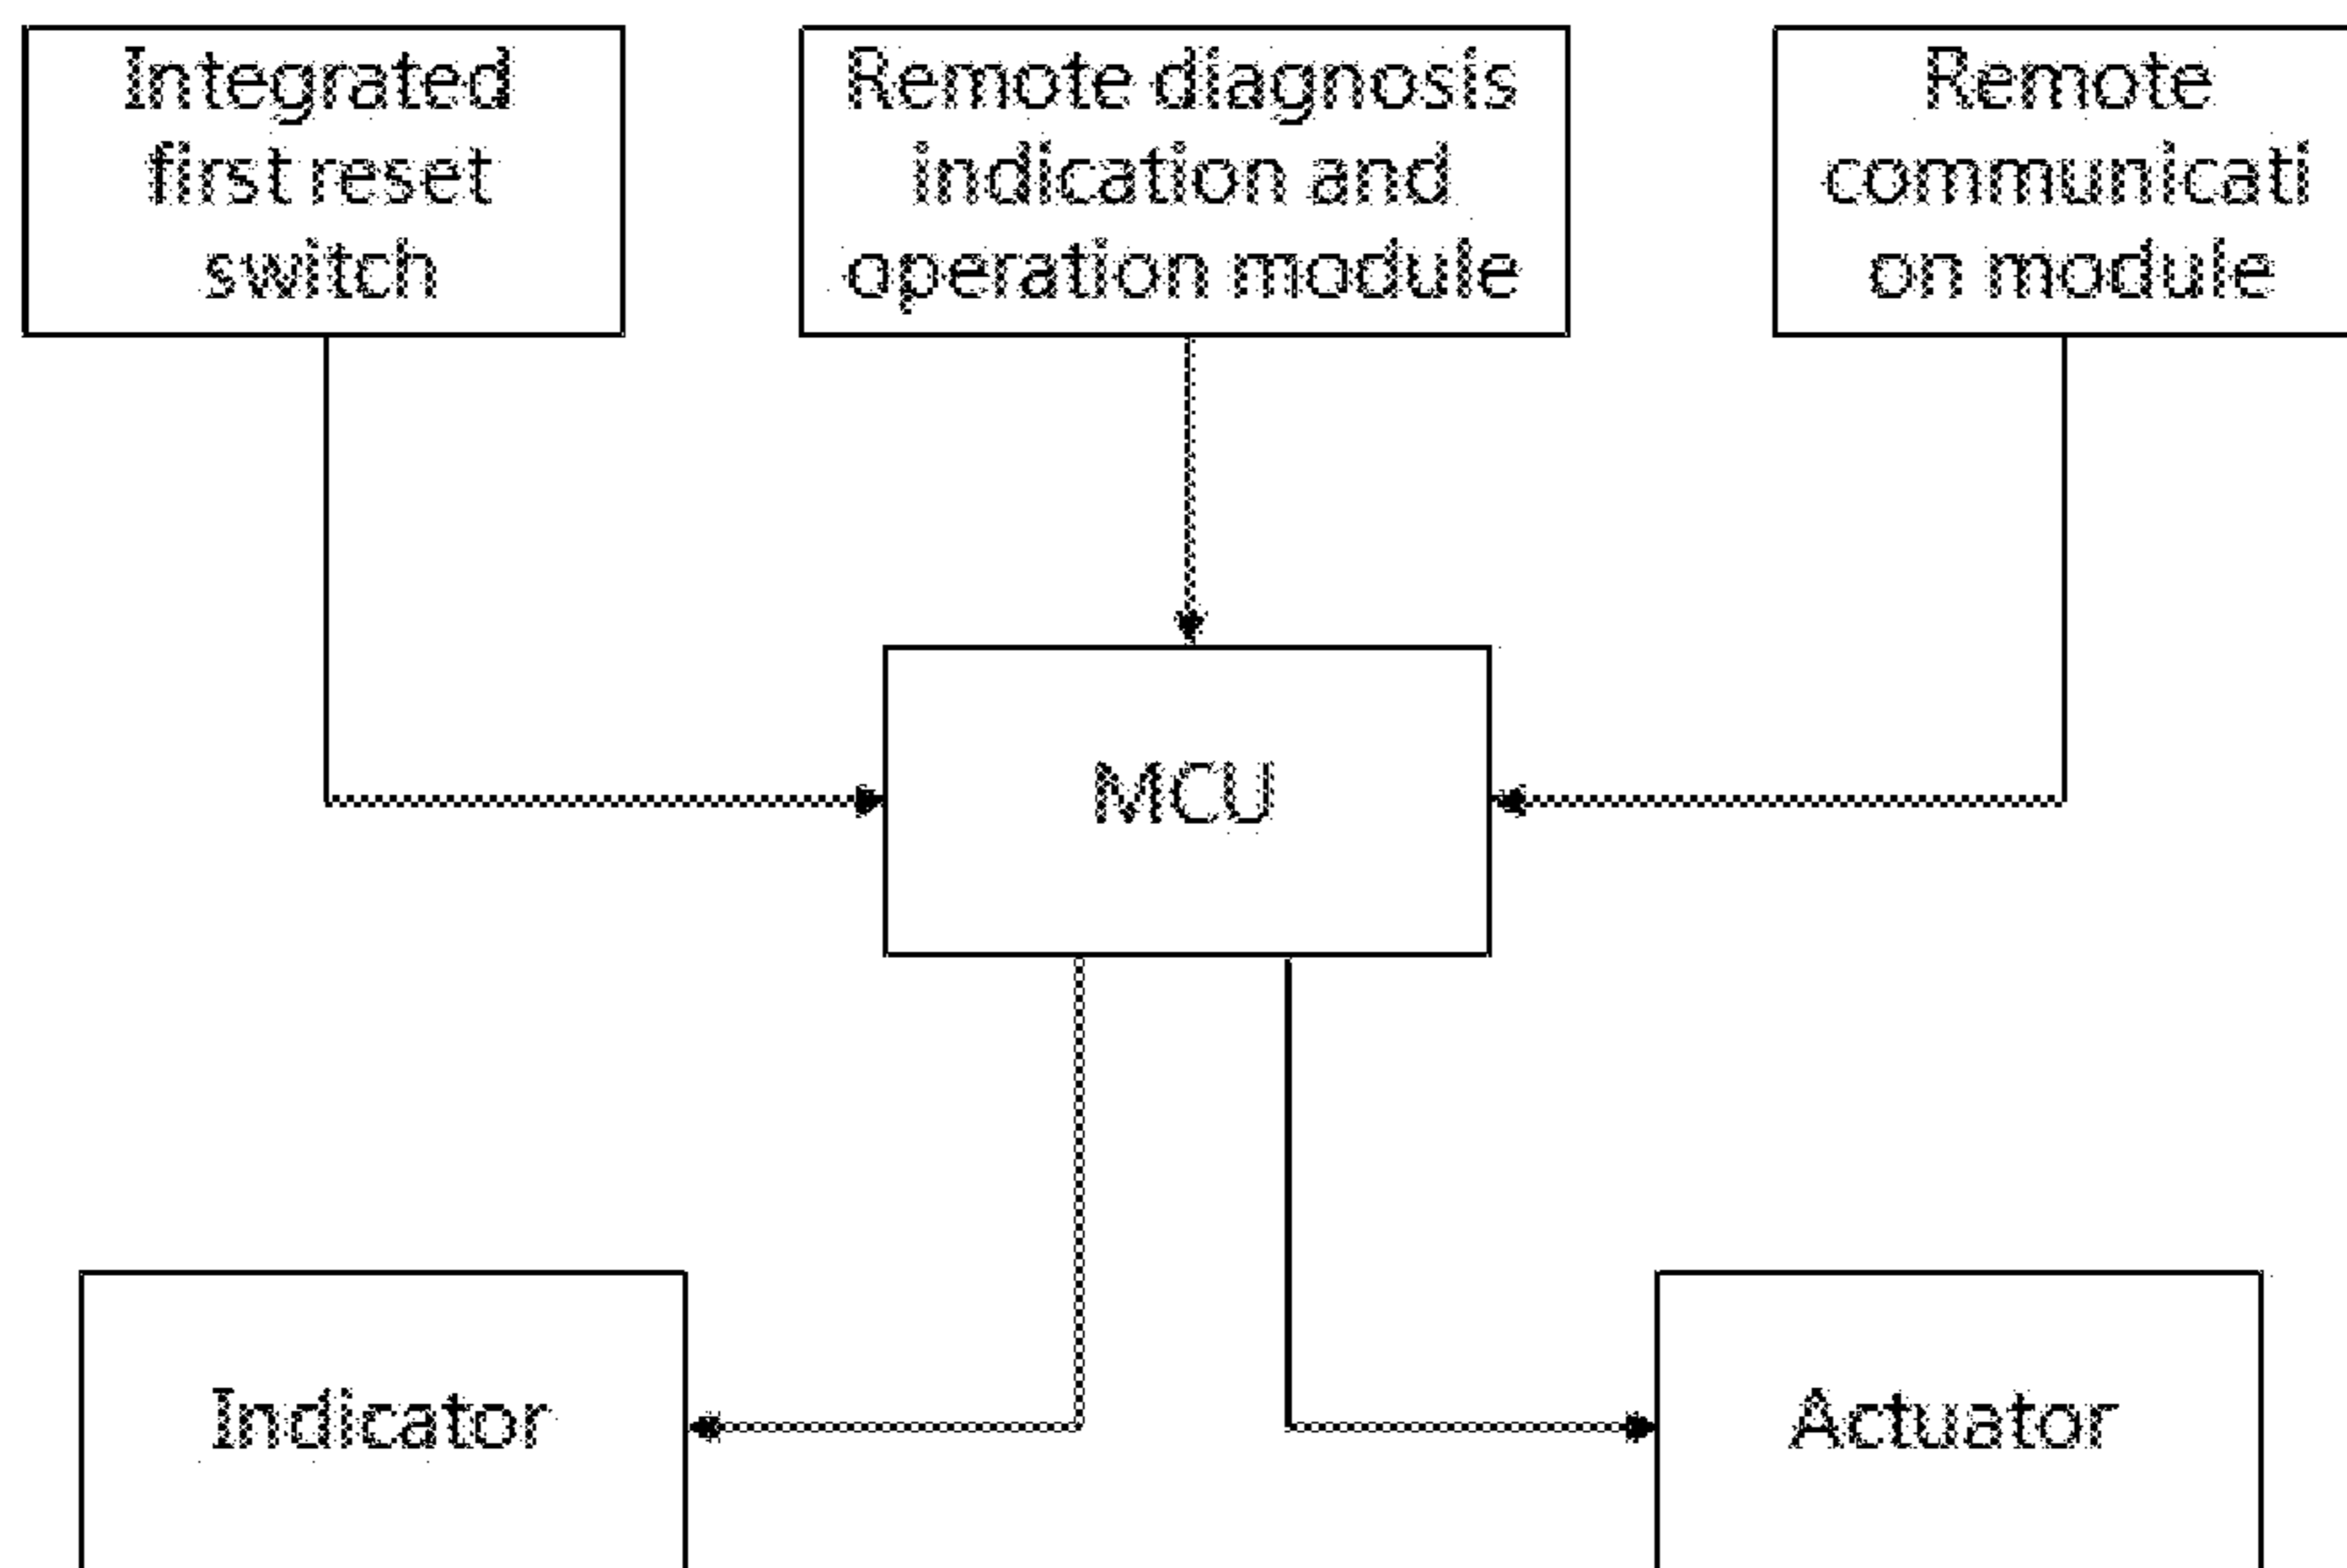 Integrated
first reset
switch
Remote diagnosis
indication and
operation module
Remote
communicati
on module
MCU
Indicator
Actuator